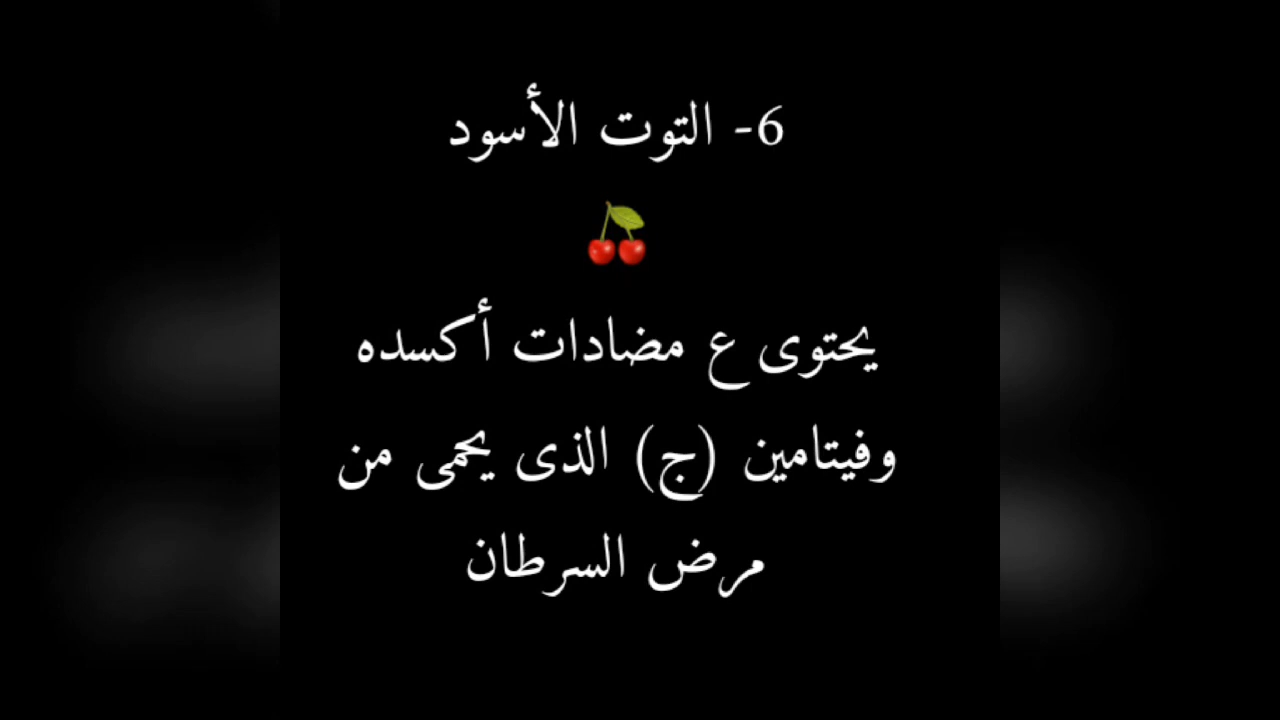 6- التوت الأسود
🍒
يحتوى ع مضادات أكسده
وفيتامين (ج) الذى يحمى من
مرض السرطان